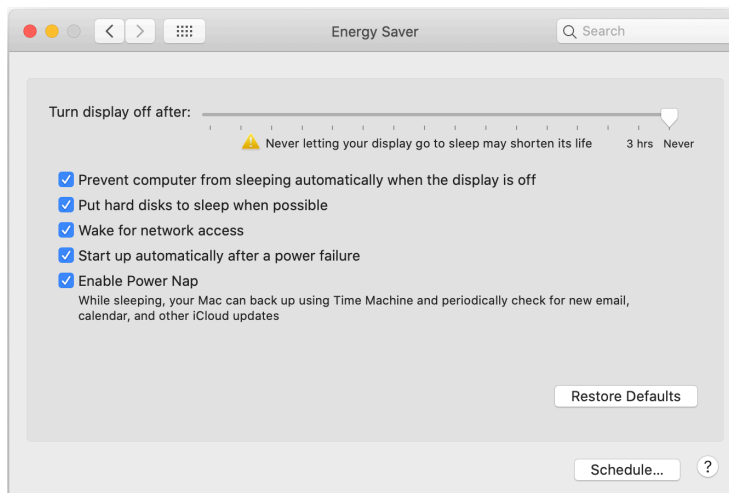 Energy Saver
Search
Turn display off after:
Never letting your display go to sleep may shorten its life
3 hrs
Never
Prevent computer from sleeping automatically when the display is off
Put hard disks to sleep when possible
Wake for network access
Start up automatically after a power failure
Enable Power Nap
While sleeping, your Mac can back up using Time Machine and periodically check for new email,
calendar, and other iCloud updates
Restore Defaults
Schedule...
?